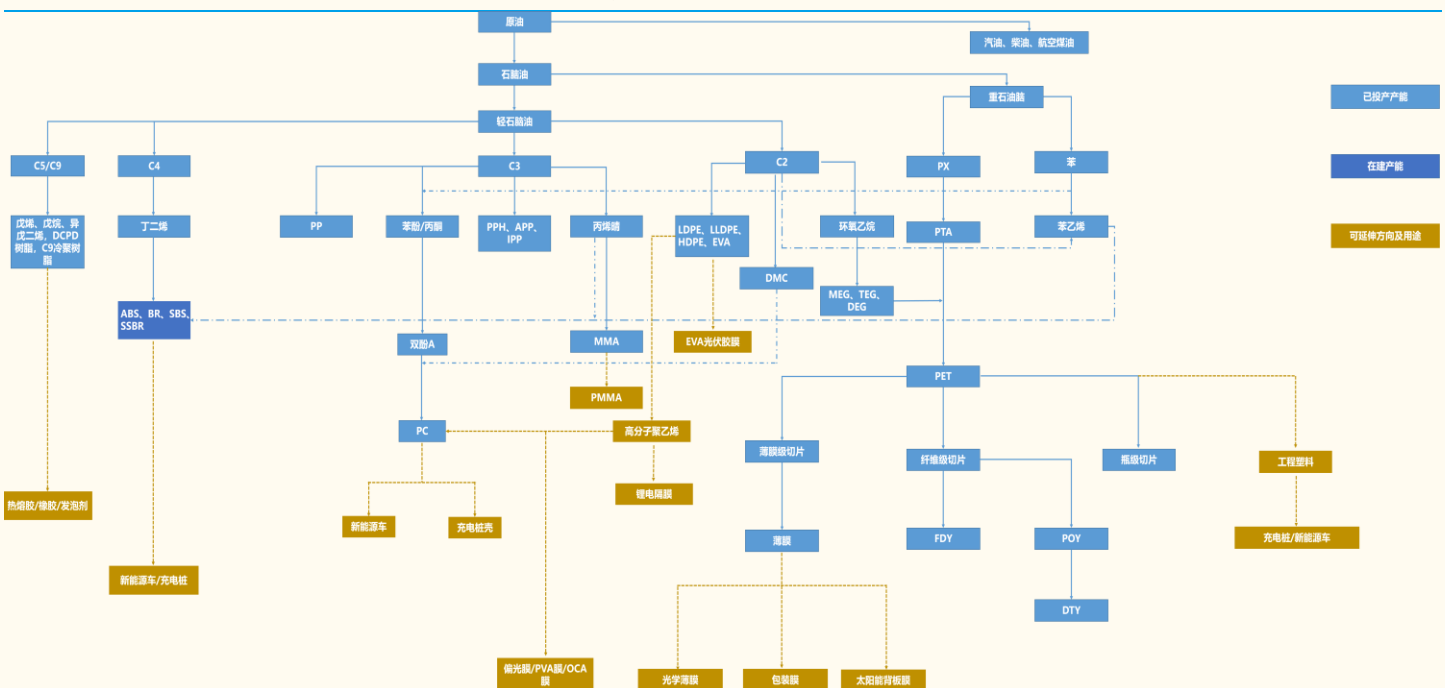 原油
汽油、柴油、航空煤油
石脑油
重石油脑
已投产产能
轻石脑油
C5/C9
C4
C3
C2
PX
苯
在建产能
戊烯、戊烷、异
戊二烯，DCPD
树脂，C9冷聚树
脂
丁二烯
PP
苯酚/丙酮
PPH、APP、
IPP
丙烯腈
LDPE、LLDPE、
HDPE、EVA
环氧乙烷
PTA
苯乙烯
可延伸方向及用途
DMC
MEG、TEG、
DEG
ABS、BR、SBS、
SSBR
双酚A
MMA
EVA光伏胶膜
PET
PMMA
PC
高分子聚乙烯
薄膜级切片
纤维级切片
瓶级切片
工程塑料
热熔胶/橡胶/发泡剂
锂电隔膜
新能源车
充电桩壳
薄膜
FDY
POY
充电桩/新能源车
新能源车/充电桩
DTY
偏光膜/PVA膜/OCA
膜
光学薄膜
包装膜
太阳能背板膜